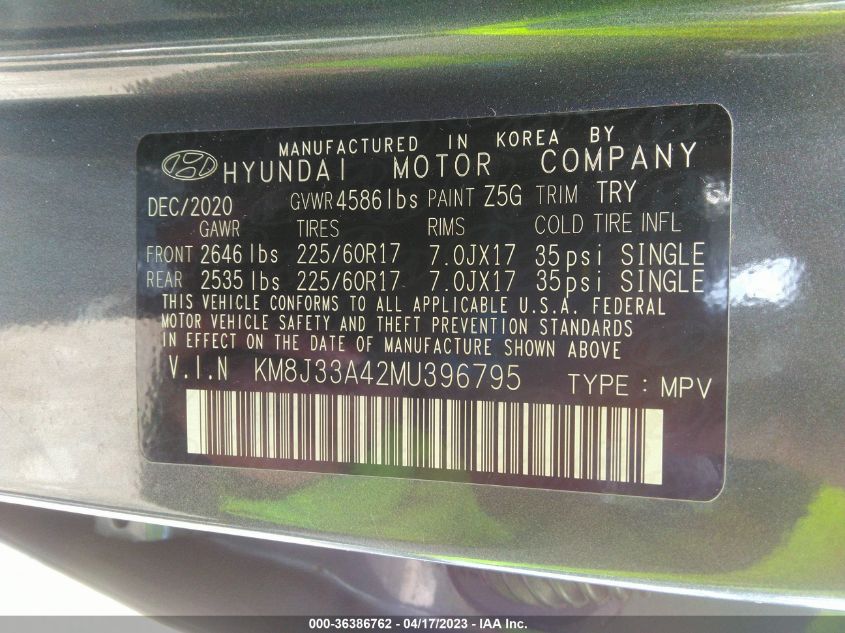 MANUFACTURED IN KOREA BY
HYUNDAI MOTOR COMPANY
DEC/2020 GVWR 4586 lbs PAINT Z5G TRIM TRY
GAWR TIRES RIMS COLD TIRE INFL
FRONT 2646 lbs 225/60R17 7.0JX17 35psi SINGLE
REAR 2535 lbs 225/60R17 7.0JX17 35psi SINGLE
THIS VEHICLE CONFORMS TO ALL APPLICABLE U.S.A. FEDERAL
MOTOR VEHICLE SAFETY AND THEFT PREVENTION STANDARDS
IN EFFECT ON THE DATE OF MANUFACTURE SHOWN ABOVE
V.I.N KM8J33A42MU396795 TYPE : MPV
000-36386762 - 04/17/2023 - IAA Inc.